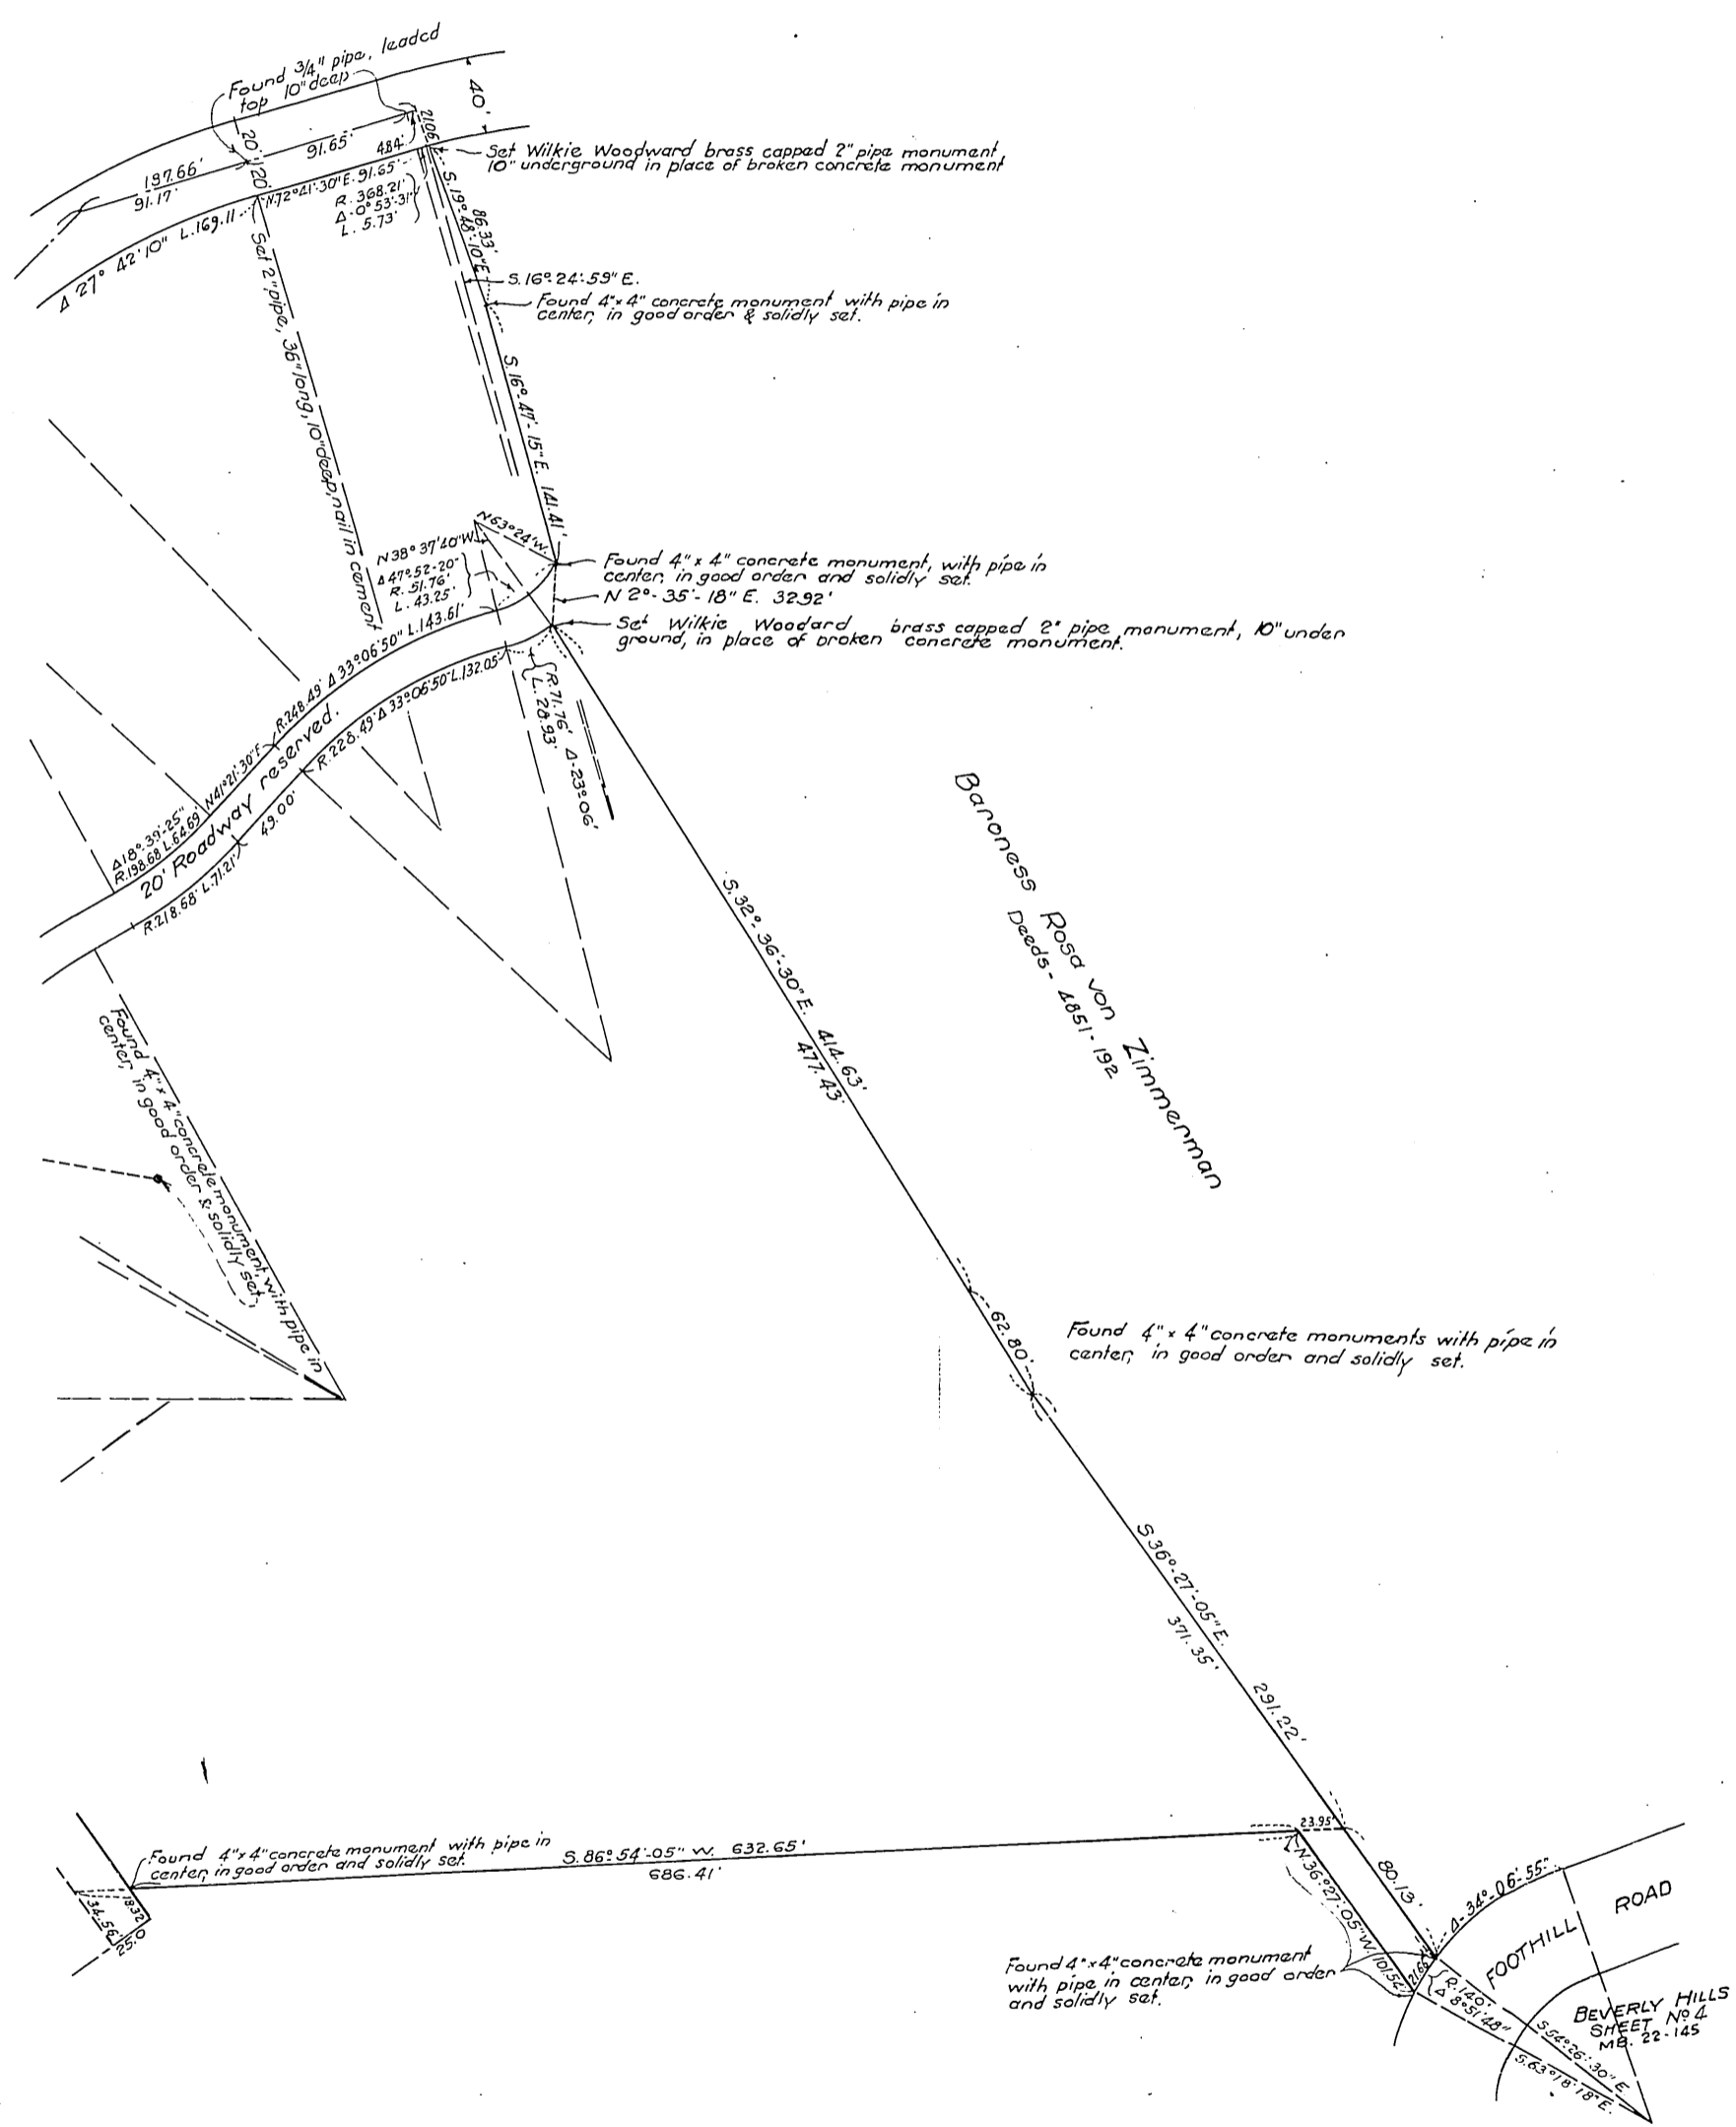 Found 3/4" pipe, leaded
top 10" deep
40'
20'
20'
21.06
91.65'
4.84'
197.66'
91.17'
N.72°41'30"E. 91.65'
R. 368.21'
Δ-0°53'31"
L. 5.73'
Δ 27° 42' 10" L.169.11
Set Wilkie Woodward brass capped 2" pipe monument,
10" underground in place of broken concrete monument
S.19°48'10"E.
86.33'
S.16°24'59"E.
Found 4"x4" concrete monument with pipe in
center, in good order & solidly set.
Set 2" pipe, 36" long, 10" deep, nail in cement
S.16°-47'-15"E. 141.41'
N63°24'W.
N38°37'40"W.
Δ47°52-20"
R. 51.76'
L. 43.25'
Found 4" x 4" concrete monument, with pipe in
center, in good order and solidly set.
N 2°-35'-18" E. 32.92'
Set Wilkie Woodard brass capped 2" pipe monument, 10" under
ground, in place of broken concrete monument.
R.248.49' Δ 33°06'50" L.143.61'
R.228.49' Δ 33°06'50" L.132.05'
R.71.76' Δ-23°06'
L. 28.93'
N41°21'30"E.
49.00'
Δ18°-39'-25"
R.198.68 L.64.69'
20' Roadway reserved.
R.218.68' L.71.21'
Baroness Rosa von Zimmerman
Deeds - 4851-192
S.32°-36'-30"E. 414.63'
477.43'
Found 4"x4" concrete monument, with pipe in
center, in good order & solidly set.
62.80'
Found 4" x 4" concrete monuments with pipe in
center, in good order and solidly set.
S36°-27'-05"E.
371.35'
291.22'
Found 4"x4" concrete monument with pipe in
center, in good order and solidly set.
S.86°54'-05" W. 632.65'
686.41'
23.95'
18.32
34.56'
25.0
N.36°27'05"W. 101.54'
80.13'
Δ-34°-06'-55"
FOOTHILL ROAD
Found 4"x4" concrete monument
with pipe in center, in good order
and solidly set.
21.66'
R.140'
Δ 8°51'48"
BEVERLY HILLS
SHEET No 4
MB. 22-145
S54°26'30"E.
S.63°18'18"E.